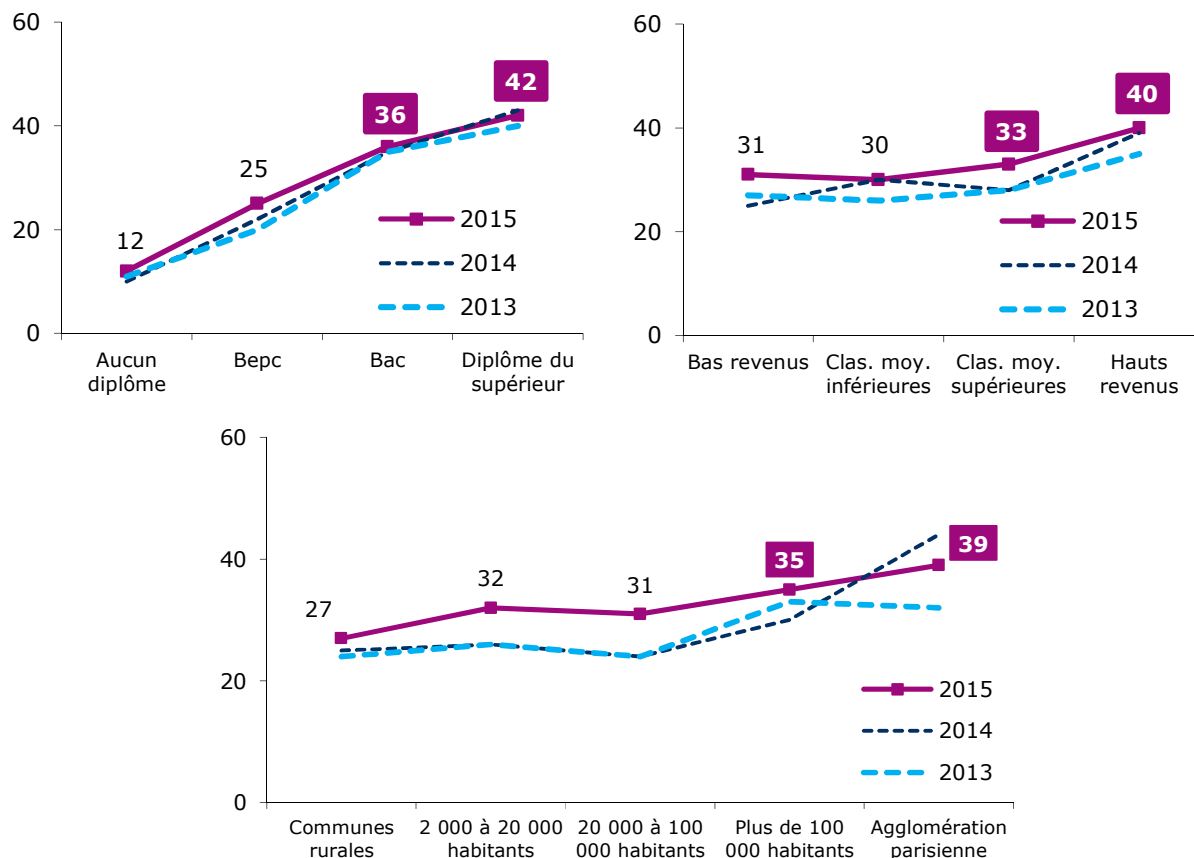 60
40
20
0
12
25
36
42
2015
2014
2013
Aucun
diplôme
Bepc
Bac
Diplôme du
supérieur
60
40
20
0
31
30
33
40
2015
2014
2013
Bas revenus
Clas. moy.
inférieures
Clas. moy.
supérieures
Hauts
revenus
60
40
20
0
27
32
31
35
39
2015
2014
2013
Communes
rurales
2 000 à 20 000
habitants
20 000 à 100
000 habitants
Plus de 100
000 habitants
Agglomération
parisienne